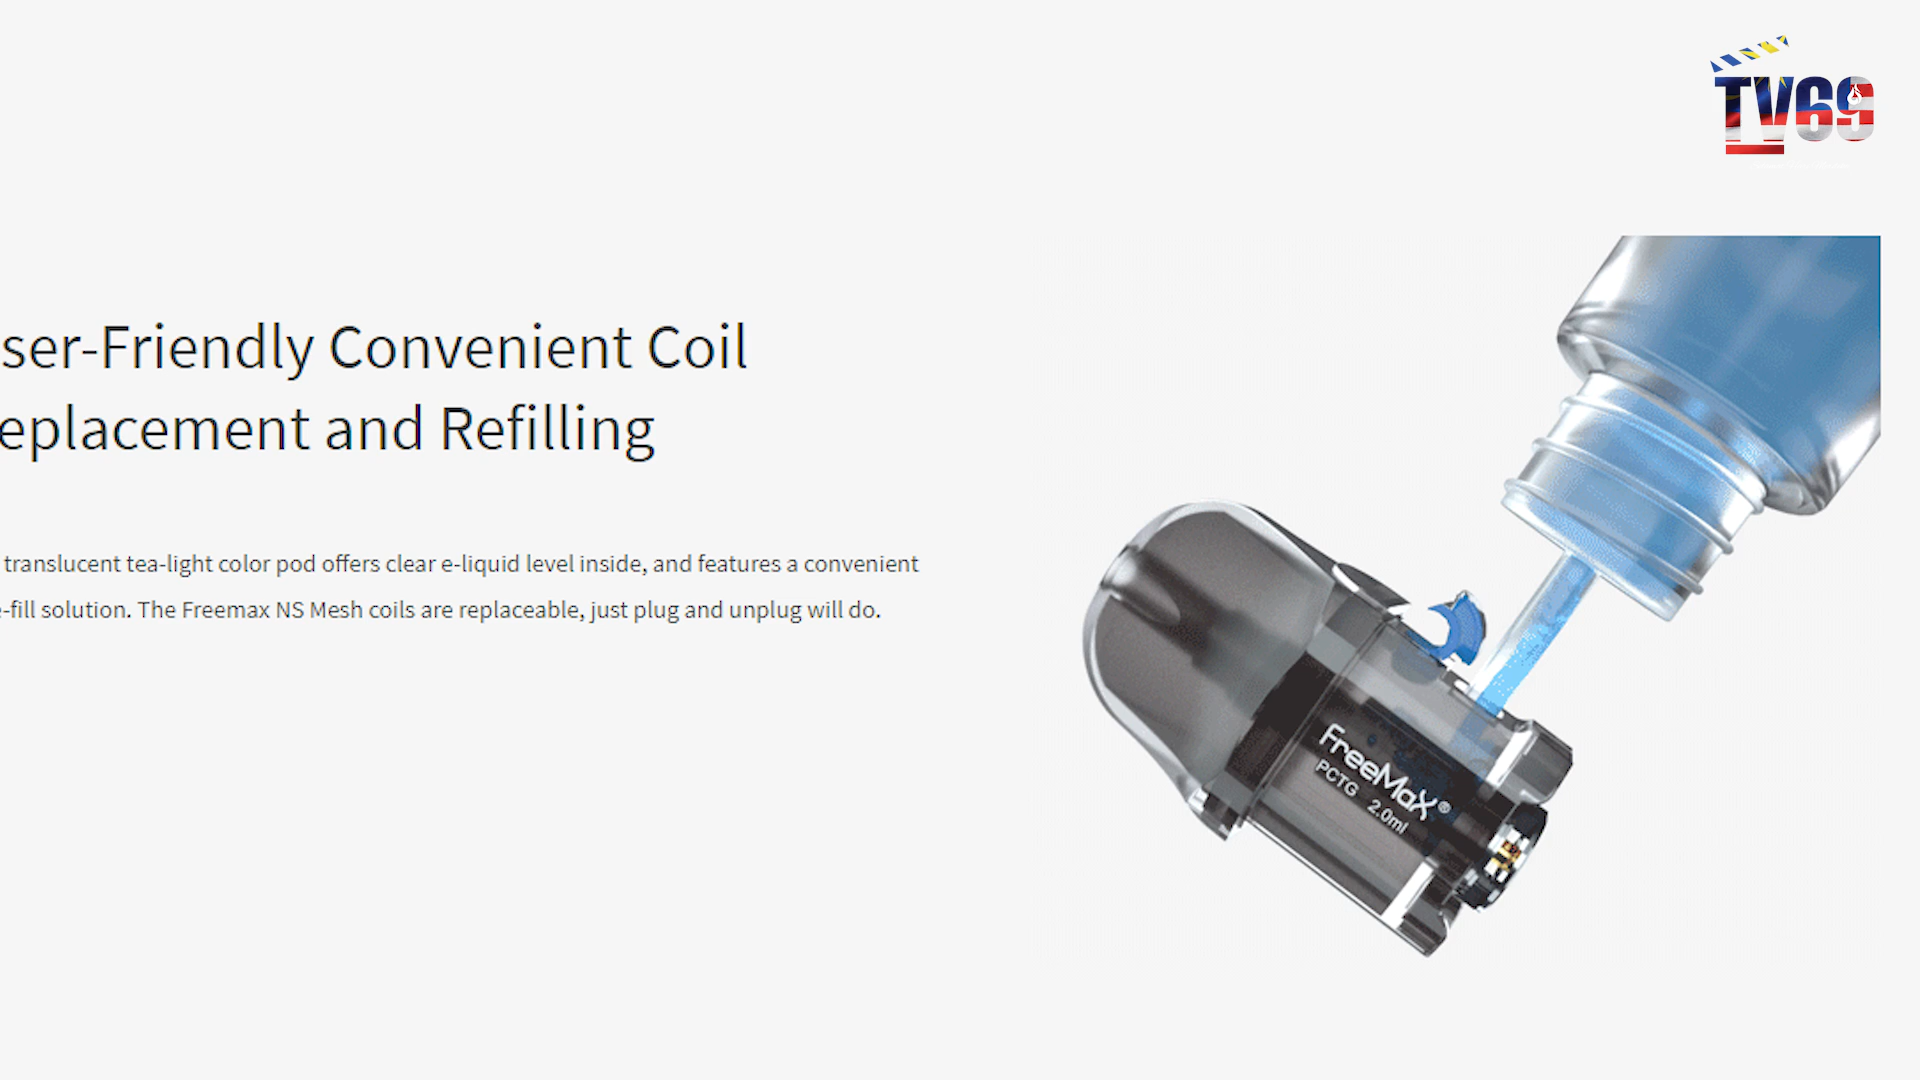 TV69
ser-Friendly Convenient Coil
eplacement and Refilling
translucent tea-light color pod offers clear e-liquid level inside, and features a convenient
-fill solution. The Freemax NS Mesh coils are replaceable, just plug and unplug will do.
FreeMaX®
PCTG 2.0ml